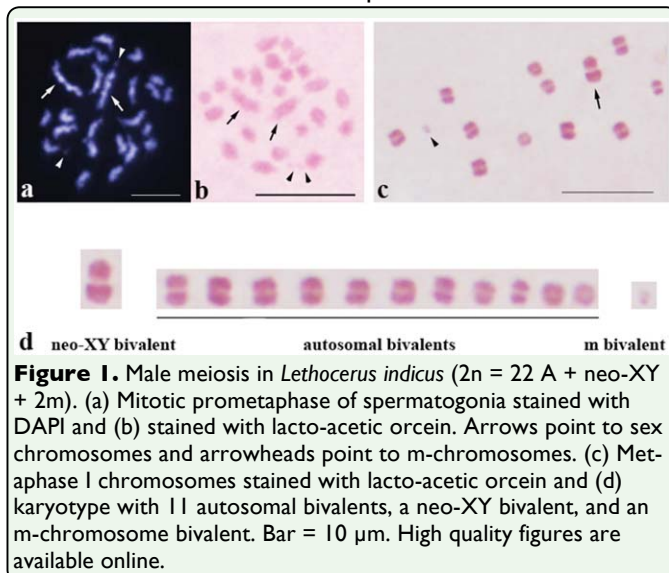 a
b
c
d
neo-XY bivalent
autosomal bivalents
m bivalent
Figure 1. Male meiosis in Lethocerus indicus (2n = 22 A + neo-XY
+ 2m). (a) Mitotic prometaphase of spermatogonia stained with
DAPI and (b) stained with lacto-acetic orcein. Arrows point to sex
chromosomes and arrowheads point to m-chromosomes. (c) Met-
aphase I chromosomes stained with lacto-acetic orcein and (d)
karyotype with 11 autosomal bivalents, a neo-XY bivalent, and an
m-chromosome bivalent. Bar = 10 μm. High quality figures are
available online.